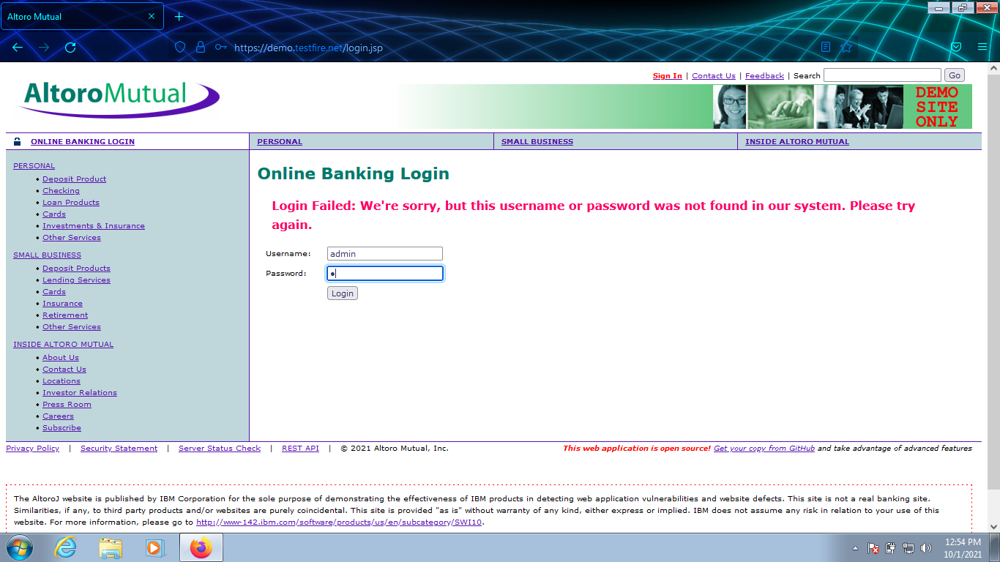 Altoro Mutual
https://demo.testfire.net/login.jsp
Sign In | Contact Us | Feedback | Search Go
AltoroMutual
DEMO
SITE
ONLY
ONLINE BANKING LOGIN
PERSONAL
SMALL BUSINESS
INSIDE ALTORO MUTUAL
PERSONAL
Deposit Product
Checking
Loan Products
Cards
Investments & Insurance
Other Services
SMALL BUSINESS
Deposit Products
Lending Services
Cards
Insurance
Retirement
Other Services
INSIDE ALTORO MUTUAL
About Us
Contact Us
Locations
Investor Relations
Press Room
Careers
Subscribe
Online Banking Login
Login Failed: We're sorry, but this username or password was not found in our system. Please try
again.
Username: admin
Password:
Login
Privacy Policy | Security Statement | Server Status Check | REST API | © 2021 Altoro Mutual, Inc.
This web application is open source! Get your copy from GitHub and take advantage of advanced features
The AltoroJ website is published by IBM Corporation for the sole purpose of demonstrating the effectiveness of IBM products in detecting web application vulnerabilities and website defects. This site is not a real banking site.
Similarities, if any, to third party products and/or websites are purely coincidental. This site is provided "as is" without warranty of any kind, either express or implied. IBM does not assume any risk in relation to your use of this
website. For more information, please go to http://www-142.ibm.com/software/products/us/en/subcategory/SWI10.
12:54 PM
10/1/2021